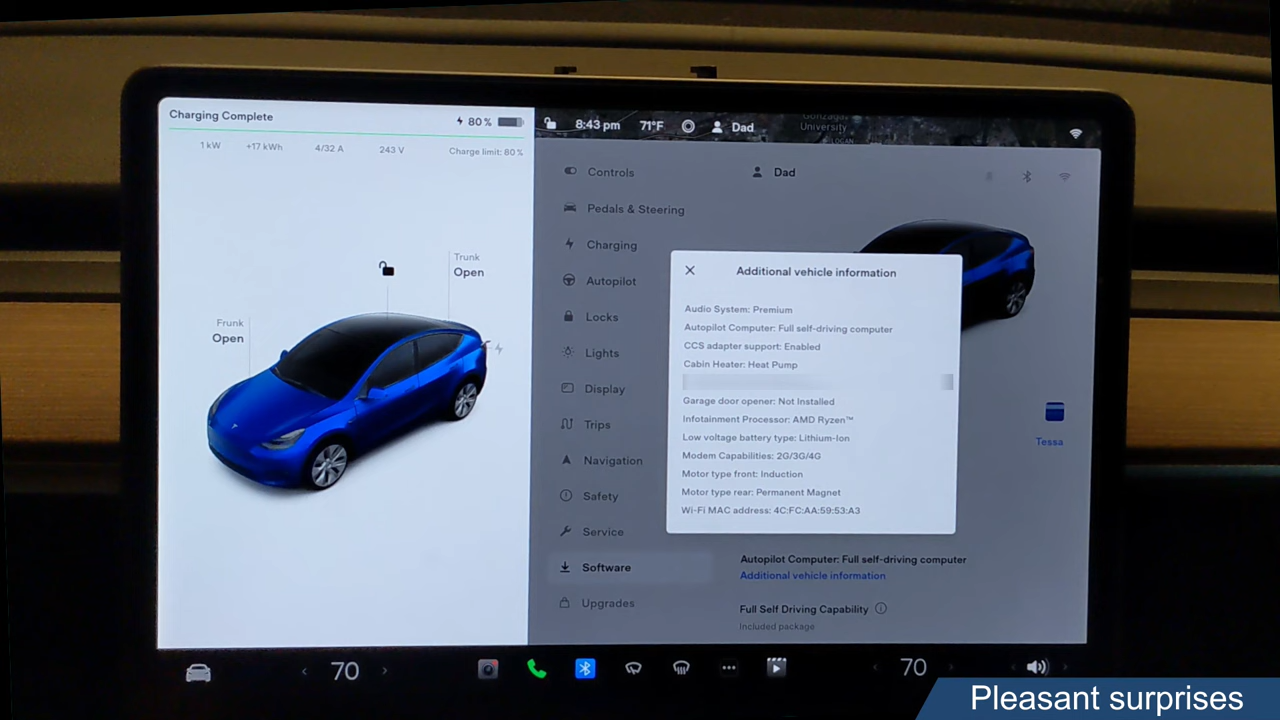 Charging Complete
80 %
1 kW +17 kWh 4/32 A 243 V Charge limit: 80 %
Trunk
Open
Frunk
Open
8:43 pm 71°F Dad
Gonzaga
University
LOGAN
Controls
Pedals & Steering
Charging
Autopilot
Locks
Lights
Display
Trips
Navigation
Safety
Service
Software
Upgrades
Dad
Additional vehicle information
Audio System: Premium
Autopilot Computer: Full self-driving computer
CCS adapter support: Enabled
Cabin Heater: Heat Pump
Garage door opener: Not Installed
Infotainment Processor: AMD Ryzen™
Low voltage battery type: Lithium-Ion
Modem Capabilities: 2G/3G/4G
Motor type front: Induction
Motor type rear: Permanent Magnet
Wi-Fi MAC address: 4C:FC:AA:59:53:A3
Tessa
Autopilot Computer: Full self-driving computer
Additional vehicle information
Full Self Driving Capability
Included package
70
70
Pleasant surprises